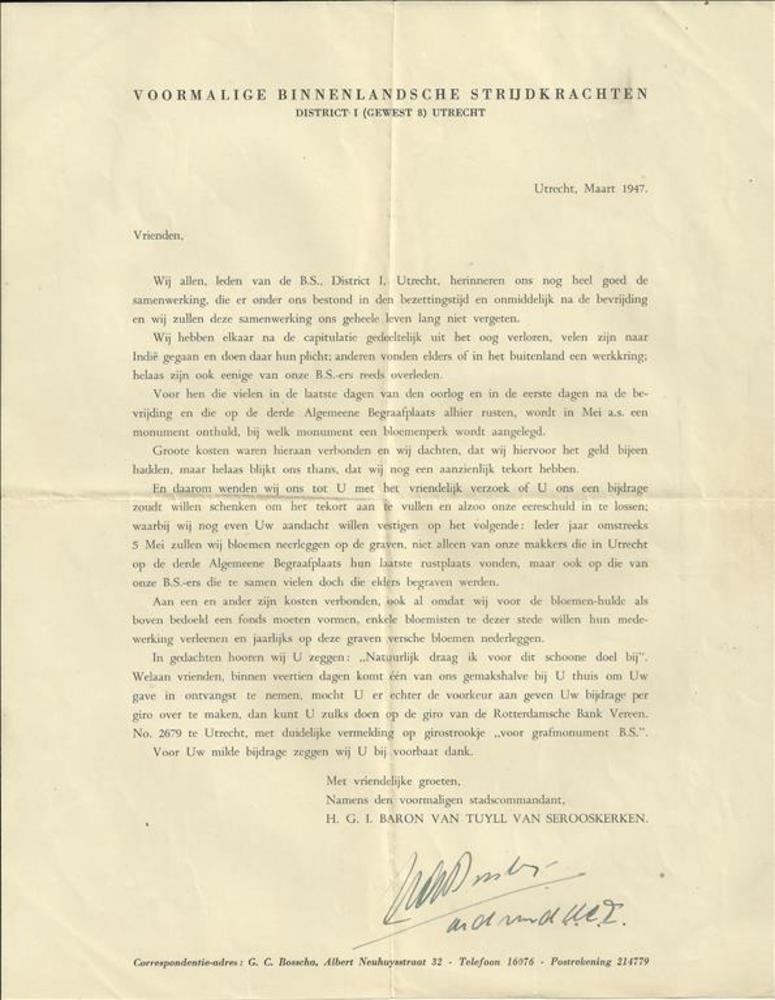 VOORMALIGE BINNENLANDSCHE STRIJDKRACHTEN
DISTRICT I (GEWEST 8) UTRECHT
Utrecht, Maart 1947.
Vrienden,
Wij allen, leden van de B.S., District I, Utrecht, herinneren ons nog heel goed de
samenwerking, die er onder ons bestond in den bezettingstijd en onmiddelijk na de bevrijding
en wij zullen deze samenwerking ons geheele leven lang niet vergeten.
Wij hebben elkaar na de capitulatie gedeeltelijk uit het oog verloren, velen zijn naar
Indië gegaan en doen daar hun plicht; anderen vonden elders of in het buitenland een werkkring;
helaas zijn ook eenige van onze B.S.-ers reeds overleden.
Voor hen die vielen in de laatste dagen van den oorlog en in de eerste dagen na de be-
vrijding en die op de derde Algemeene Begraafplaats alhier rusten, wordt in Mei a.s. een
monument onthuld, bij welk monument een bloemenperk wordt aangelegd.
Groote kosten waren hieraan verbonden en wij dachten, dat wij hiervoor het geld bijeen
hadden, maar helaas blijkt ons thans, dat wij nog een aanzienlijk tekort hebben.
En daarom wenden wij ons tot U met het vriendelijk verzoek of U ons een bijdrage
zoudt willen schenken om het tekort aan te vullen en alzoo onze eereschuld in te lossen;
waarbij wij nog even Uw aandacht willen vestigen op het volgende: Ieder jaar omstreeks
5 Mei zullen wij bloemen neerleggen op de graven, niet alleen van onze makkers die in Utrecht
op de derde Algemeene Begraafplaats hun laatste rustplaats vonden, maar ook op die van
onze B.S.-ers die te samen vielen doch die elders begraven werden.
Aan een en ander zijn kosten verbonden, ook al omdat wij voor de bloemen-hulde als
boven bedoeld een fonds moeten vormen, enkele bloemisten te dezer stede willen hun mede-
werking verleenen en jaarlijks op deze graven versche bloemen nederleggen.
In gedachten hooren wij U zeggen: „Natuurlijk draag ik voor dit schoone doel bij”.
Welaan vrienden, binnen veertien dagen komt één van ons gemakshalve bij U thuis om Uw
gave in ontvangst te nemen, mocht U er echter de voorkeur aan geven Uw bijdrage per
giro over te maken, dan kunt U zulks doen op de giro van de Rotterdamsche Bank Vereen.
No. 2679 te Utrecht, met duidelijke vermelding op girostrookje „voor grafmonument B.S.”.
Voor Uw milde bijdrage zeggen wij U bij voorbaat dank.
Met vriendelijke groeten,
Namens den voormaligen stadscommandant,
H. G. I. BARON VAN TUYLL VAN SEROOSKERKEN.
Correspondentie-adres: G. C. Bosscha, Albert Neuhuysstraat 32 - Telefoon 16076 - Postrekening 214779